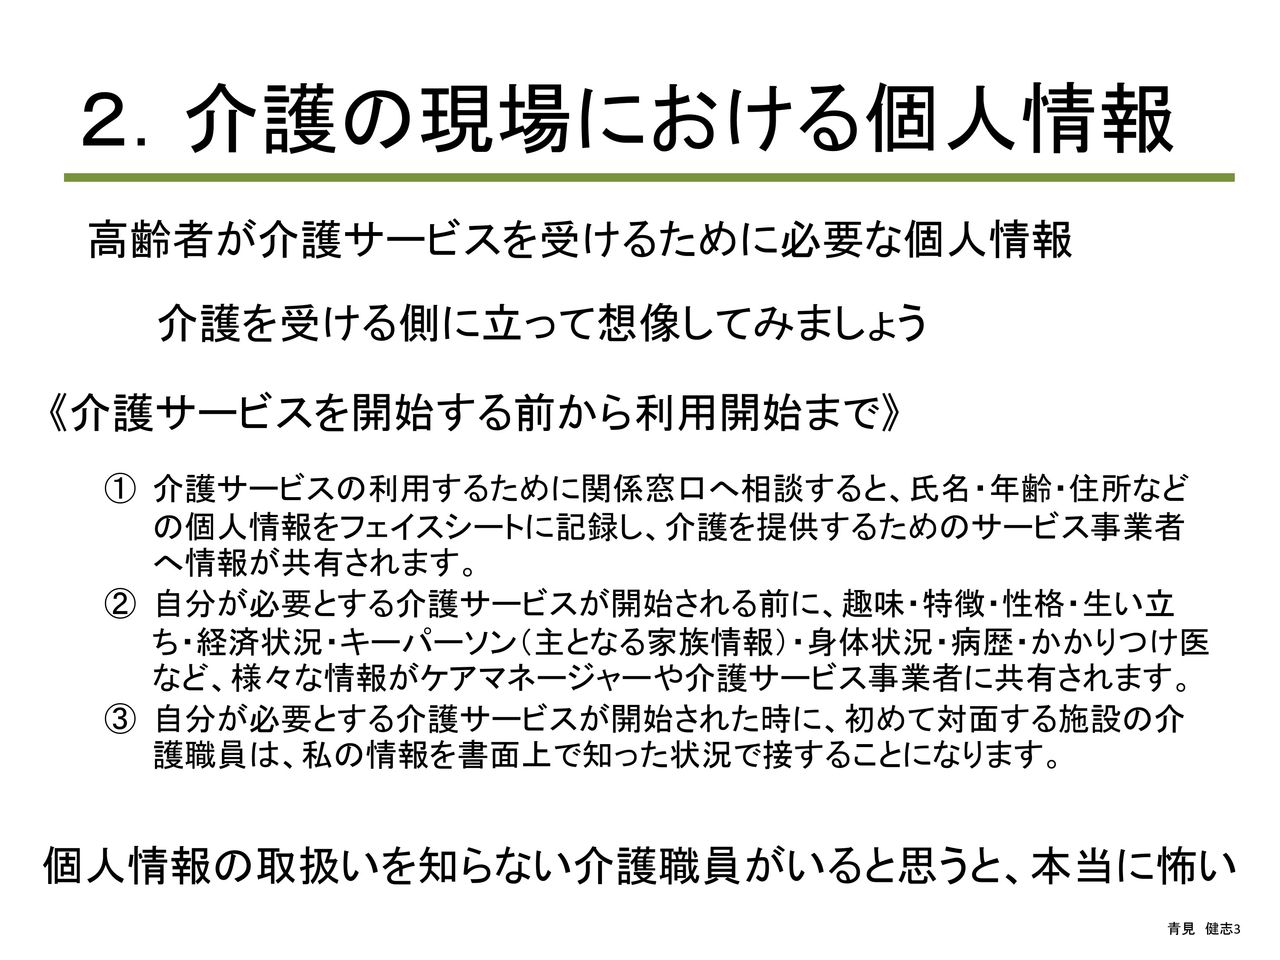 ２．介護の現場における個人情報
高齢者が介護サービスを受けるために必要な個人情報
介護を受ける側に立って想像してみましょう
《介護サービスを開始する前から利用開始まで》
① 介護サービスの利用するために関係窓口へ相談すると、氏名・年齢・住所など
の個人情報をフェイスシートに記録し、介護を提供するためのサービス事業者
へ情報が共有されます。
② 自分が必要とする介護サービスが開始される前に、趣味・特徴・性格・生い立
ち・経済状況・キーパーソン（主となる家族情報）・身体状況・病歴・かかりつけ医
など、様々な情報がケアマネージャーや介護サービス事業者に共有されます。
③ 自分が必要とする介護サービスが開始された時に、初めて対面する施設の介
護職員は、私の情報を書面上で知った状況で接することになります。
個人情報の取扱いを知らない介護職員がいると思うと、本当に怖い
青見　健志3